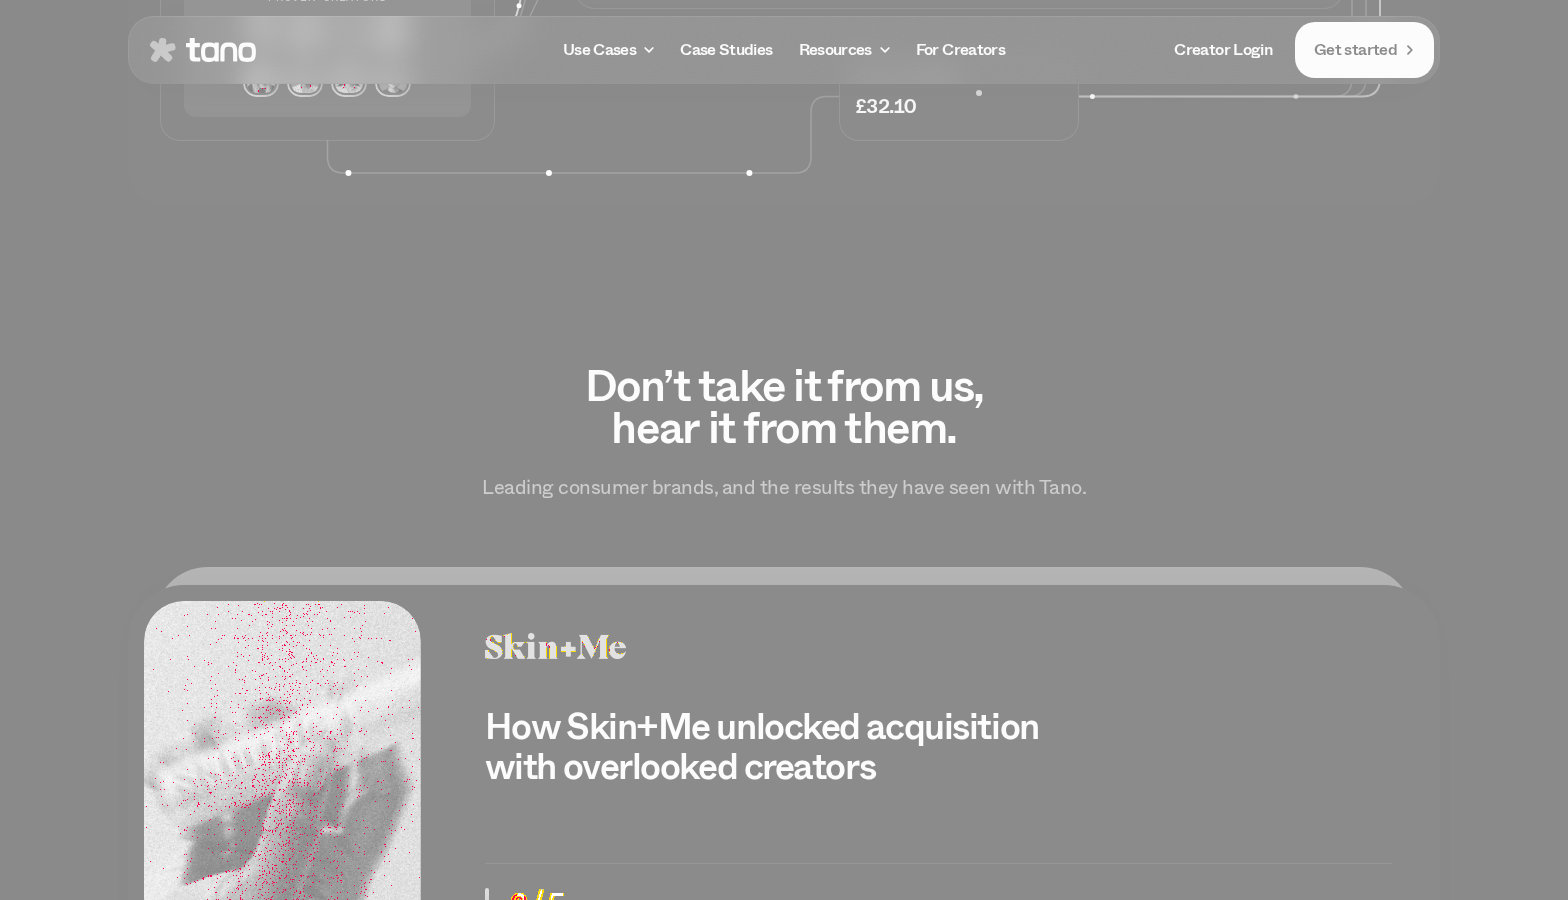 tano
Use Cases
Case Studies
Resources
For Creators
Creator Login
Get started
£32.10
Don’t take it from us,
hear it from them.
Leading consumer brands, and the results they have seen with Tano.
Skin+Me
How Skin+Me unlocked acquisition
with overlooked creators